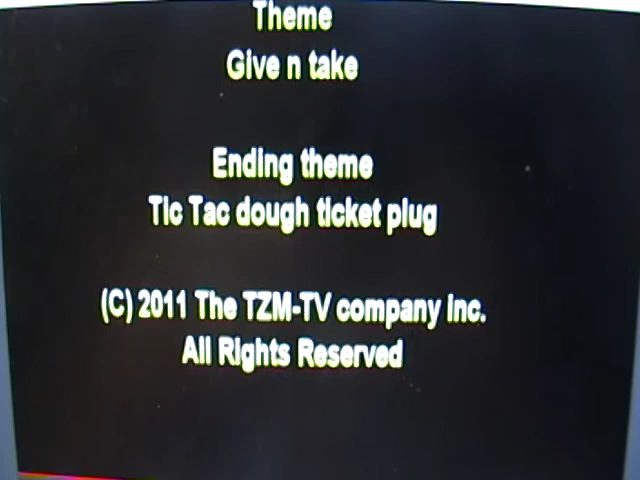 Theme
Give n take
Ending theme
Tic Tac dough ticket plug
(C) 2011 The TZM-TV company inc.
All Rights Reserved